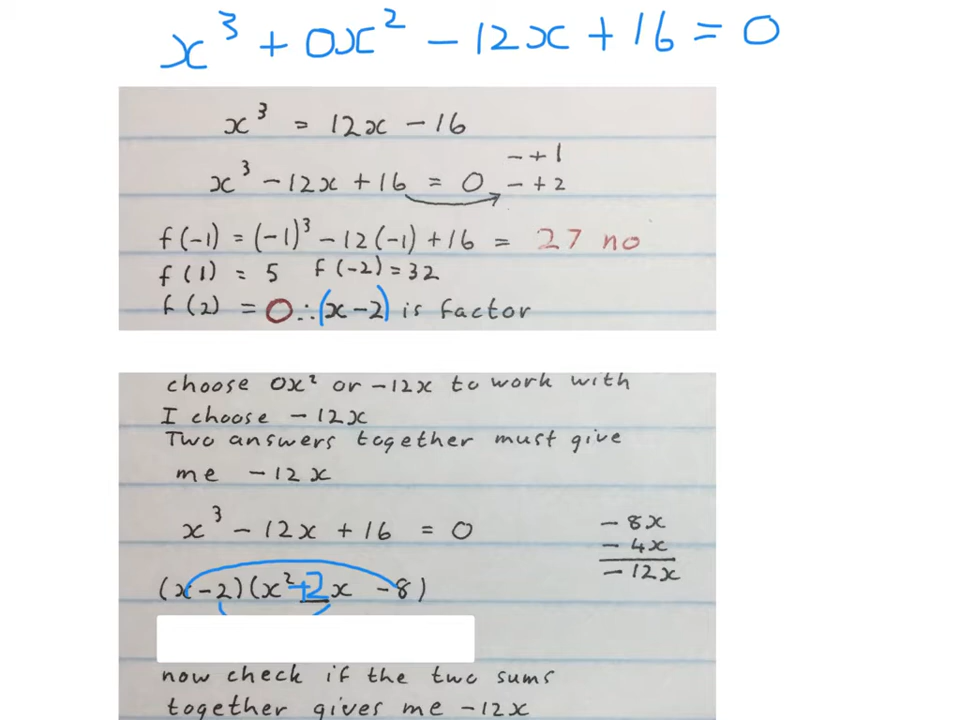 x³ + 0x² - 12x + 16 = 0
x³ = 12x - 16
x³ - 12x + 16 = 0
- + 1
- + 2
f(-1) = (-1)³ - 12(-1) + 16 = 27 no
f(1) = 5 f(-2) = 32
f(2) = 0 ∴ (x-2) is factor
choose 0x² or -12x to work with
I choose -12x
Two answers together must give
me -12x
x³ - 12x + 16 = 0
- 8x
- 4x
- 12x
(x-2)(x² +2x - 8)
now check if the two sums
together gives me -12x